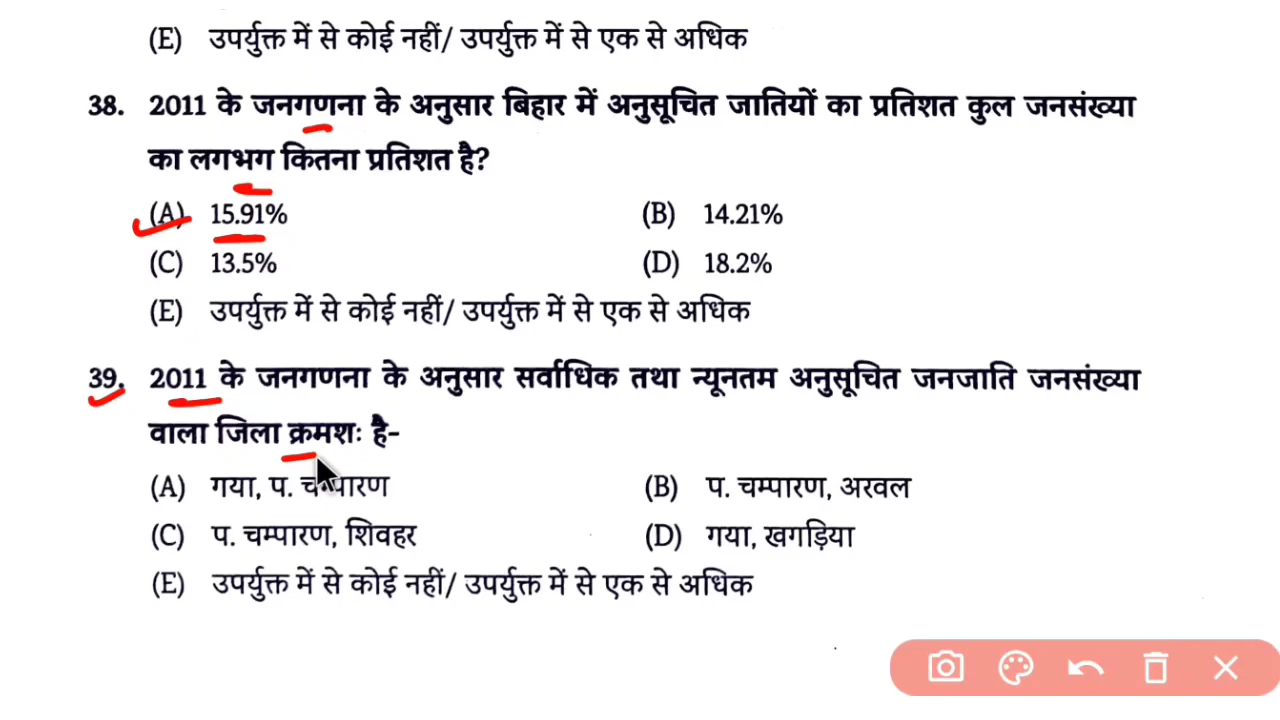 (E) उपर्युक्त में से कोई नहीं/ उपर्युक्त में से एक से अधिक
38. 2011 के जनगणना के अनुसार बिहार में अनुसूचित जातियों का प्रतिशत कुल जनसंख्या
का लगभग कितना प्रतिशत है?
(A) 15.91% (B) 14.21%
(C) 13.5% (D) 18.2%
(E) उपर्युक्त में से कोई नहीं/ उपर्युक्त में से एक से अधिक
39. 2011 के जनगणना के अनुसार सर्वाधिक तथा न्यूनतम अनुसूचित जनजाति जनसंख्या
वाला जिला क्रमशः है-
(A) गया, प. चम्पारण (B) प. चम्पारण, अरवल
(C) प. चम्पारण, शिवहर (D) गया, खगड़िया
(E) उपर्युक्त में से कोई नहीं/ उपर्युक्त में से एक से अधिक